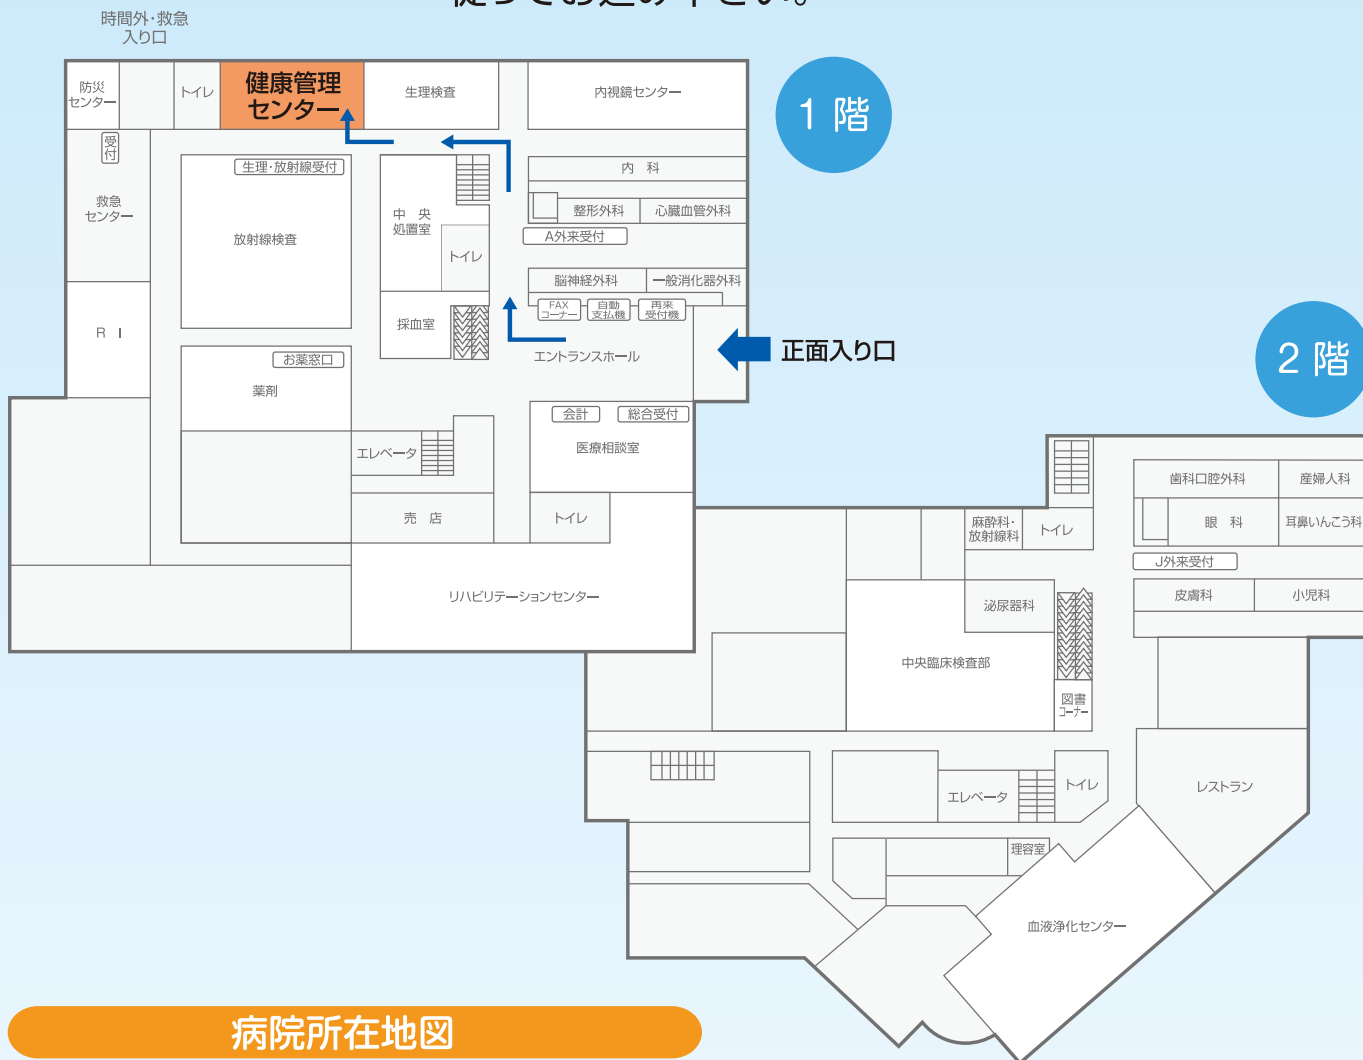 時間外・救急
入り口
防災
センター
トイレ
健康管理
センター
生理検査
内視鏡センター
1 階
受付
生理・放射線受付
内 科
救急
センター
放射線検査
中 央
処置室
トイレ
整形外科
心臓血管外科
A外来受付
脳神経外科
一般消化器外科
FAX
コーナー
自動
支払機
再来
受付機
R I
採血室
エントランスホール
正面入り口
お薬窓口
薬剤
会計
総合受付
医療相談室
エレベータ
売 店
トイレ
リハビリテーションセンター
2 階
歯科口腔外科
産婦人科
麻酔科・
放射線科
トイレ
眼 科
耳鼻いんこう科
J外来受付
泌尿器科
皮膚科
小児科
中央臨床検査部
図書
コーナー
エレベータ
トイレ
レストラン
理容室
血液浄化センター
病院所在地図